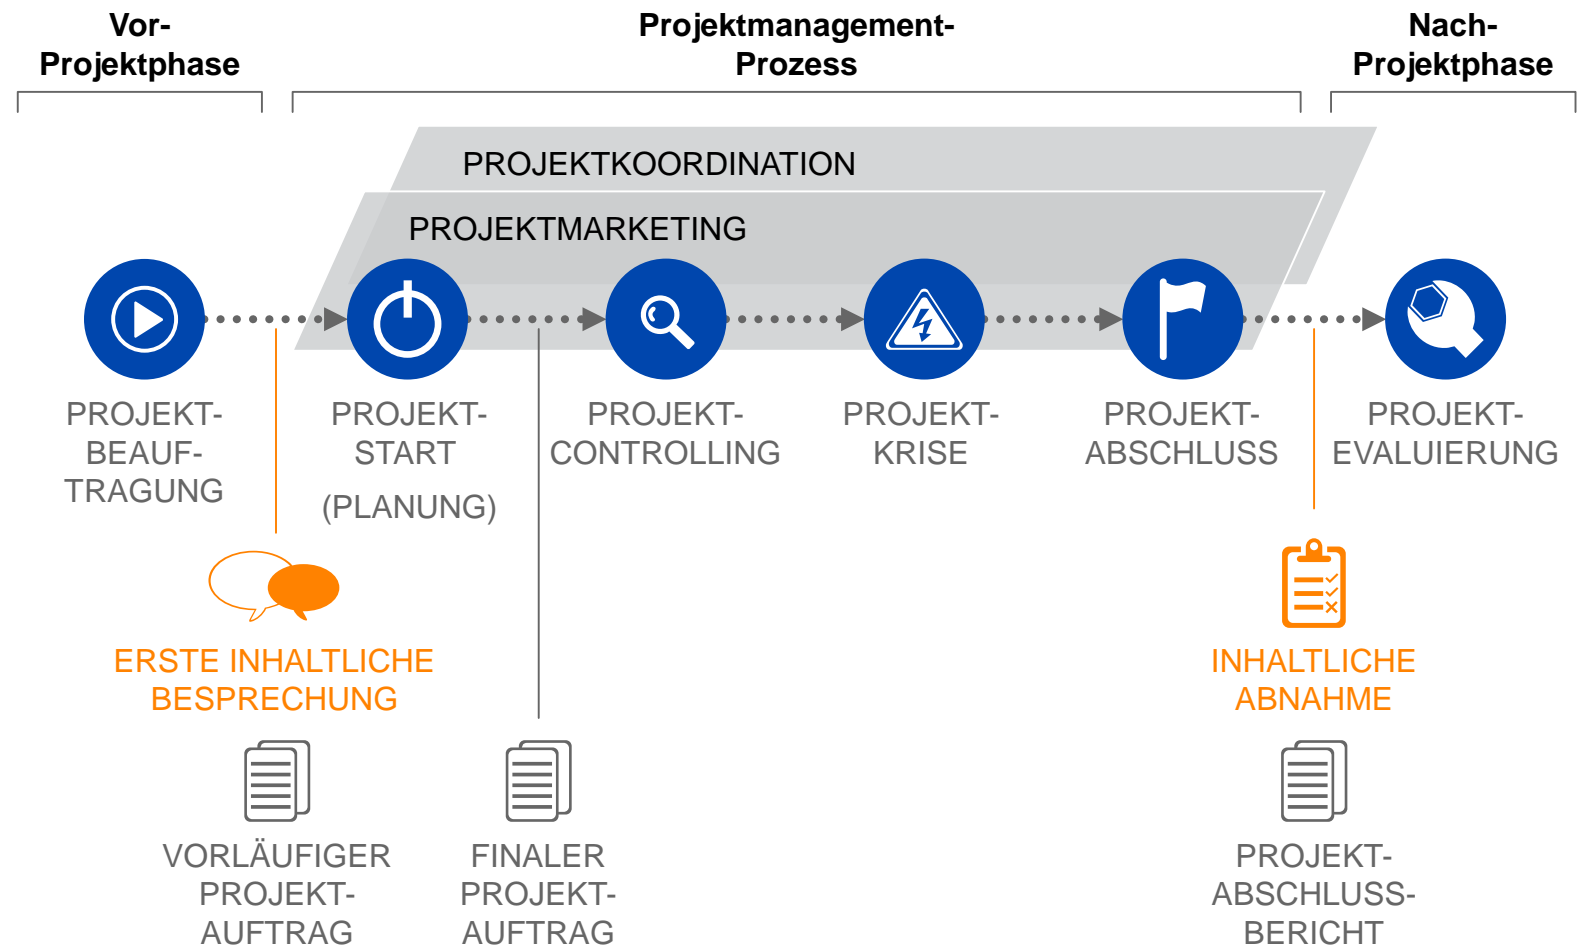 Vor-
Projektphase
Projektmanagement-
Prozess
Nach-
Projektphase
PROJEKTKOORDINATION
PROJEKTMARKETING
PROJEKT-
BEAUF-
TRAGUNG
PROJEKT-
START
(PLANUNG)
PROJEKT-
CONTROLLING
PROJEKT-
KRISE
PROJEKT-
ABSCHLUSS
PROJEKT-
EVALUIERUNG
ERSTE INHALTLICHE
BESPRECHUNG
INHALTLICHE
ABNAHME
VORLÄUFIGER
PROJEKT-
AUFTRAG
FINALER
PROJEKT-
AUFTRAG
PROJEKT-
ABSCHLUSS-
BERICHT